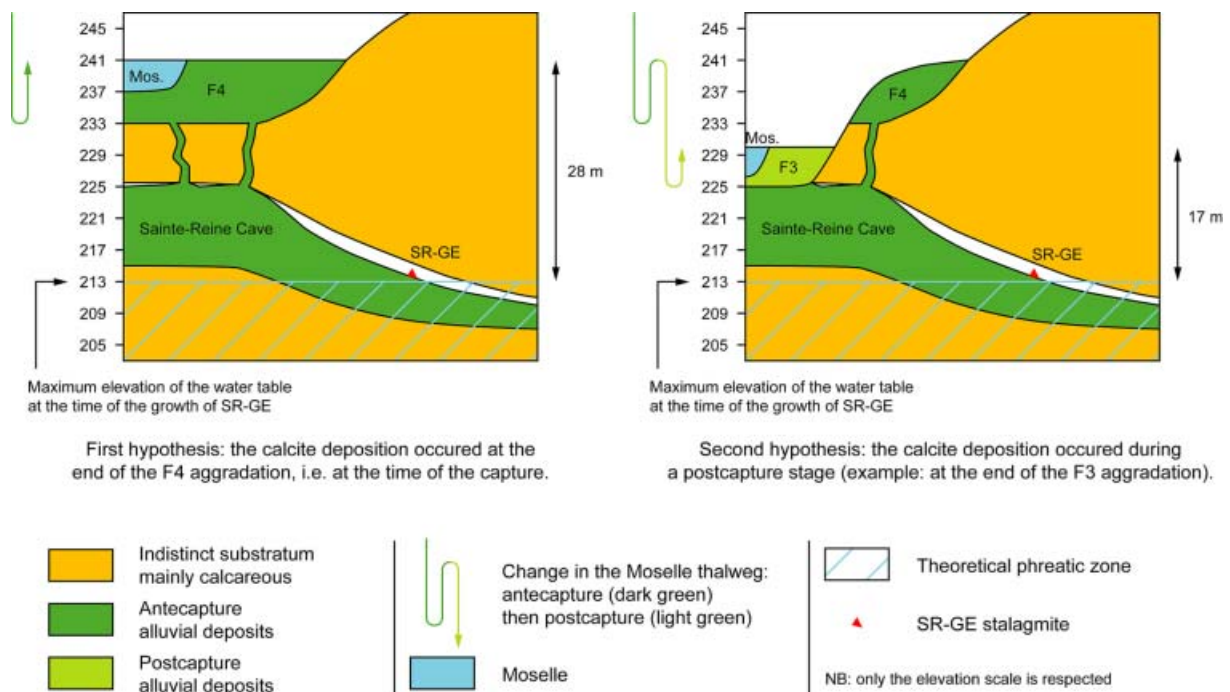 245
241
237
233
229
225
221
217
213
209
205
Mos.
F4
Sainte-Reine Cave
SR-GE
28 m
Maximum elevation of the water table
at the time of the growth of SR-GE
First hypothesis: the calcite deposition occured at the
end of the F4 aggradation, i.e. at the time of the capture.
245
241
237
233
229
225
221
217
213
209
205
F4
Mos.
F3
Sainte-Reine Cave
SR-GE
17 m
Maximum elevation of the water table
at the time of the growth of SR-GE
Second hypothesis: the calcite deposition occured during
a postcapture stage (example: at the end of the F3 aggradation).
Indistinct substratum
mainly calcareous
Antecapture
alluvial deposits
Postcapture
alluvial deposits
Change in the Moselle thalweg:
antecapture (dark green)
then postcapture (light green)
Moselle
Theoretical phreatic zone
SR-GE stalagmite
NB: only the elevation scale is respected